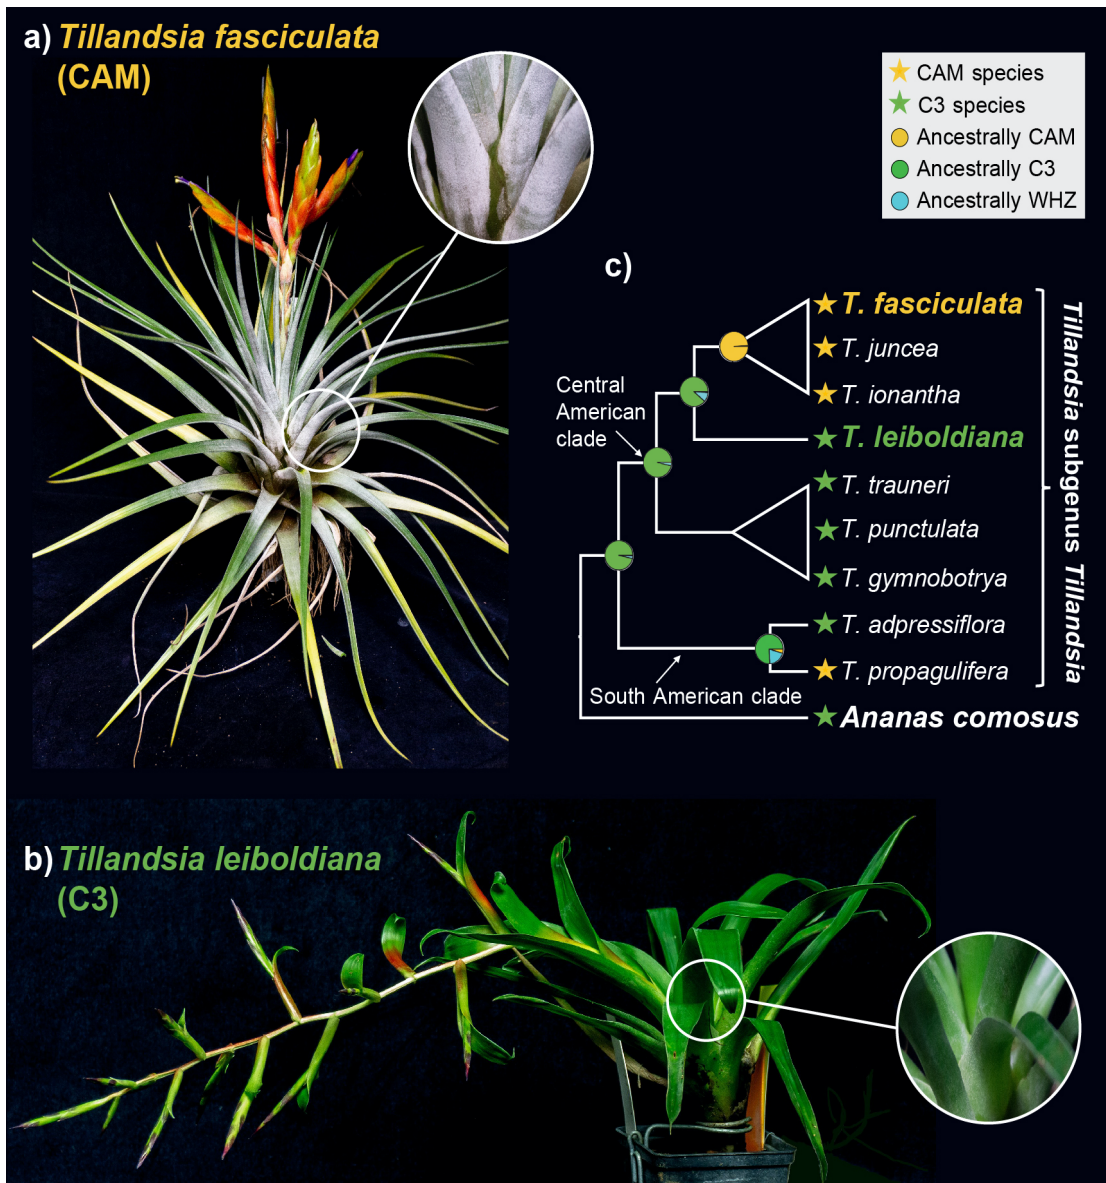 a) Tillandsia fasciculata
(CAM)
CAM species
C3 species
Ancestrally CAM
Ancestrally C3
Ancestrally WHZ
c)
T. fasciculata
T. juncea
T. ionantha
T. leiboldiana
T. trauneri
T. punctulata
T. gymnobotrya
T. adpressiflora
T. propagulifera
Ananas comosus
Central
American
clade
South American clade
Tillandsia subgenus Tillandsia
b) Tillandsia leiboldiana
(C3)